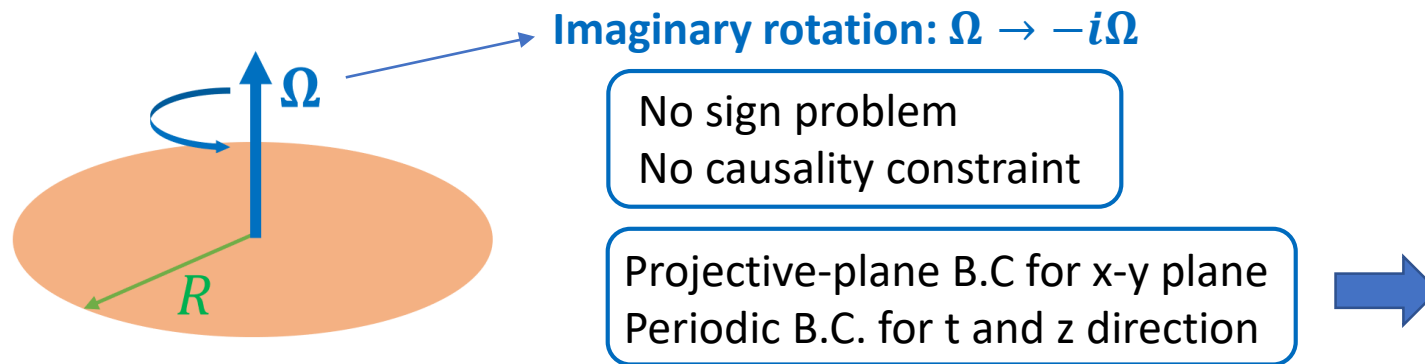 Imaginary rotation: Ω → −iΩ
Ω
No sign problem
No causality constraint
R
Projective-plane B.C for x-y plane
Periodic B.C. for t and z direction